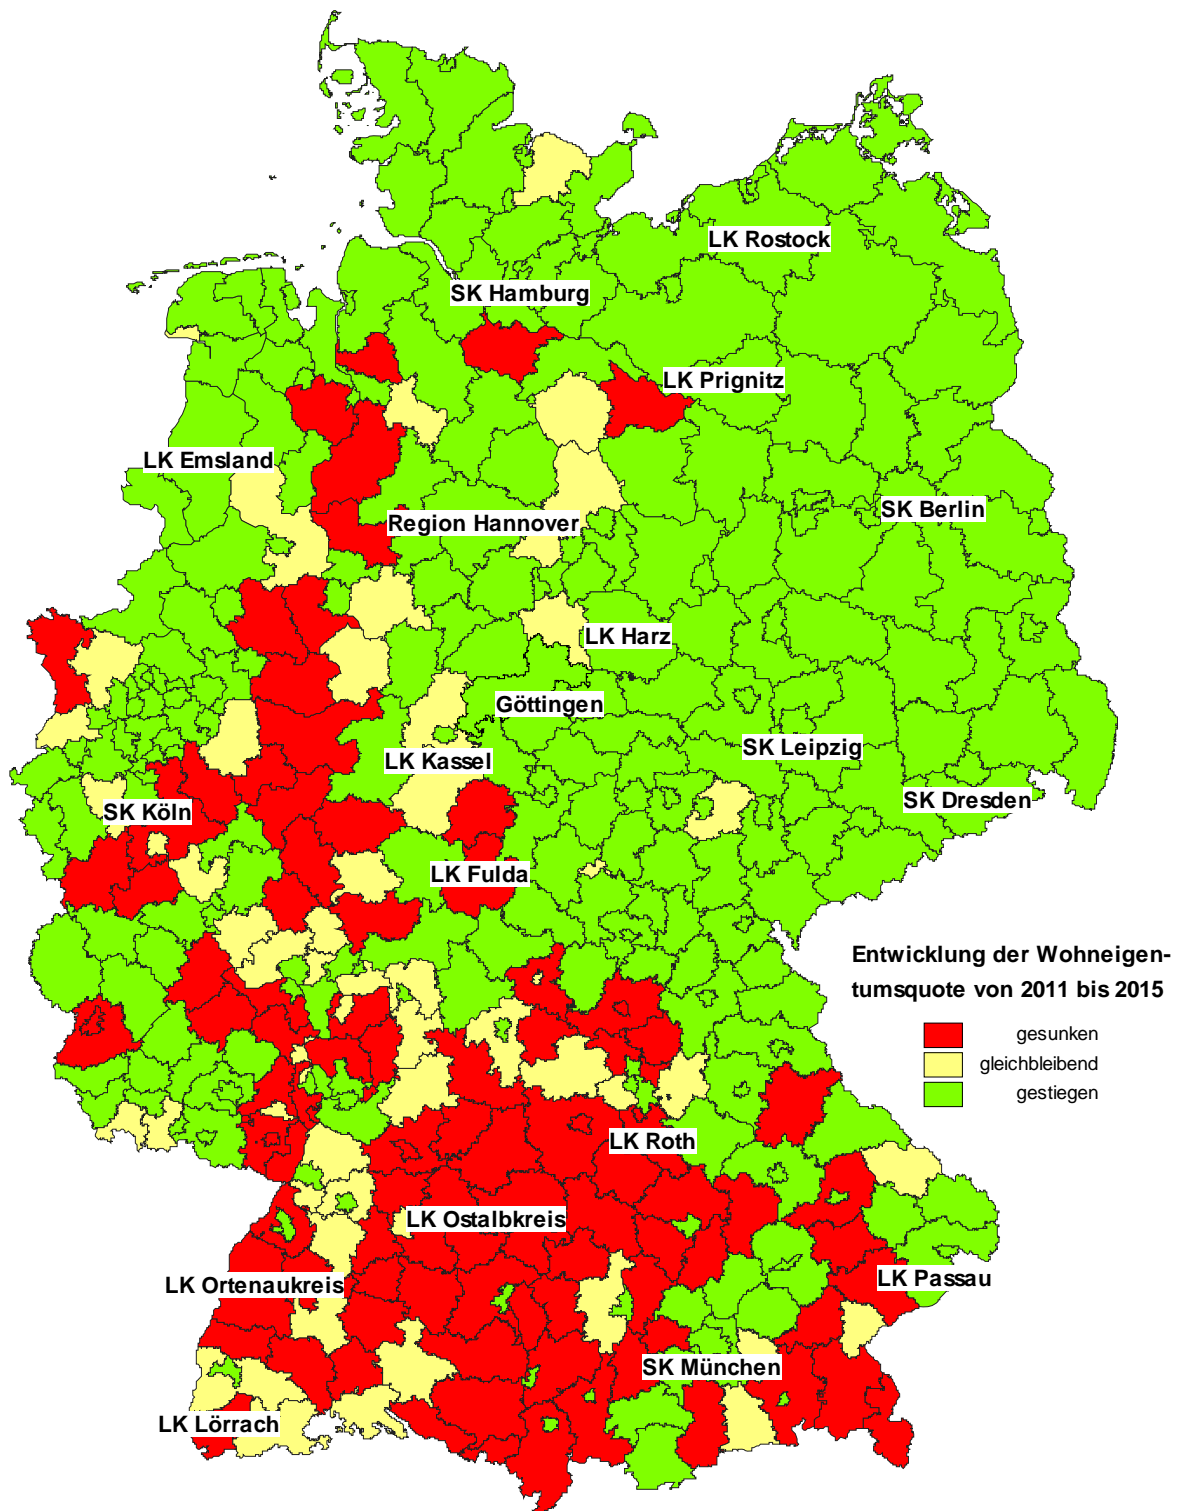 LK Rostock
SK Hamburg
LK Prignitz
LK Emsland
SK Berlin
Region Hannover
LK Harz
Göttingen
SK Leipzig
LK Kassel
SK Dresden
SK Köln
LK Fulda
Entwicklung der Wohneigen-
tumsquote von 2011 bis 2015
gesunken
gleichbleibend
gestiegen
LK Roth
LK Ostalbkreis
LK Ortenaukreis
LK Passau
SK München
LK Lörrach